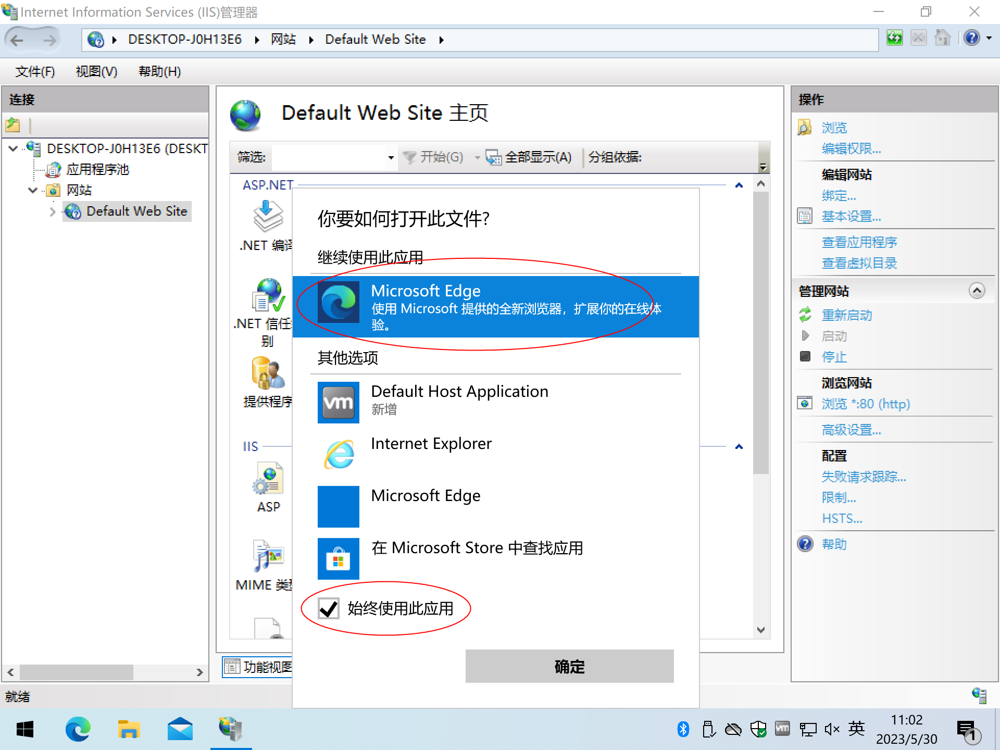 Internet Information Services (IIS)管理器
DESKTOP-J0H13E6 网站 Default Web Site
文件(F) 视图(V) 帮助(H)
连接
DESKTOP-J0H13E6 (DESKT
应用程序池
网站
Default Web Site
Default Web Site 主页
筛选: 开始(G) 全部显示(A) 分组依据:
ASP.NET
.NET 编译
.NET 信任
别
提供程序
IIS
ASP
MIME 类型
功能视图
你要如何打开此文件?
继续使用此应用
Microsoft Edge
使用 Microsoft 提供的全新浏览器，扩展你的在线体
验。
其他选项
vm
Default Host Application
新增
Internet Explorer
Microsoft Edge
在 Microsoft Store 中查找应用
始终使用此应用
确定
操作
浏览
编辑权限...
编辑网站
绑定...
基本设置...
查看应用程序
查看虚拟目录
管理网站
重新启动
启动
停止
浏览网站
浏览 *:80 (http)
高级设置...
配置
失败请求跟踪...
限制...
HSTS...
帮助
就绪
vm
英
11:02
2023/5/30
1